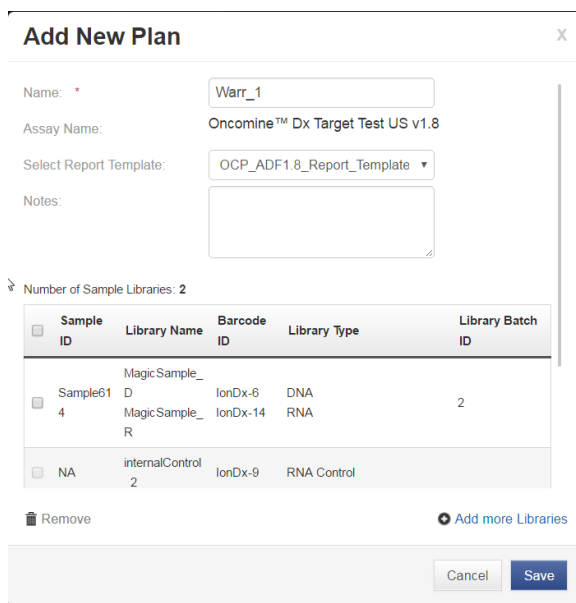 Add New Plan
X
Name: *
Warr_1
Assay Name:
Oncomine™ Dx Target Test US v1.8
Select Report Template:
OCP_ADF1.8_Report_Template
Notes:
Number of Sample Libraries: 2
Sample ID
Library Name
Barcode ID
Library Type
Library Batch ID
Sample61
4
MagicSample_
D
MagicSample_
R
IonDx-6
IonDx-14
DNA
RNA
2
NA
internalControl
_2
IonDx-9
RNA Control
Remove
Add more Libraries
Cancel
Save